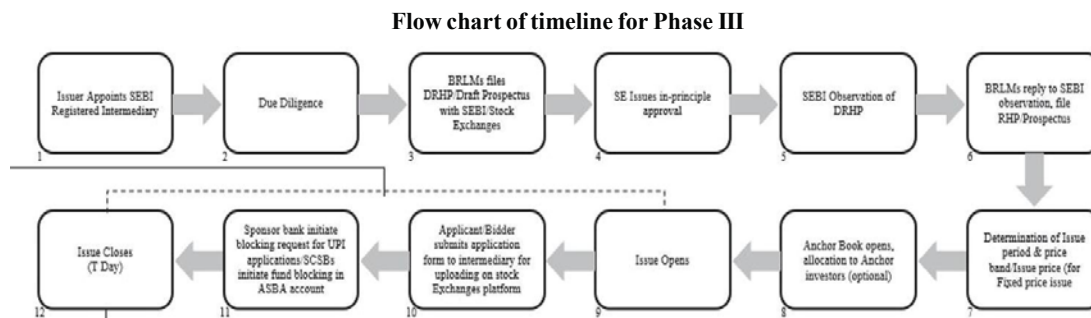 Flow chart of timeline for Phase III
Issuer Appoints SEBI
Registered Intermediary
1
Due Diligence
2
BRLMs files
DRHP/Draft Prospectus
with SEBI/Stock
Exchanges
3
SE Issues in-principle
approval
4
SEBI Observation of
DRHP
5
BRLMs reply to SEBI
observation, file
RHP/Prospectus
6
Determination of Issue
period & price
band/Issue price (for
Fixed price issue
7
Anchor Book opens,
allocation to Anchor
investors (optional)
8
Issue Opens
9
Applicant/Bidder
submits application
form to intermediary for
uploading on stock
Exchanges platform
10
Sponsor bank initiate
blocking request for UPI
applications/SCSBs
initiate fund blocking in
ASBA account
11
Issue Closes
(T Day)
12